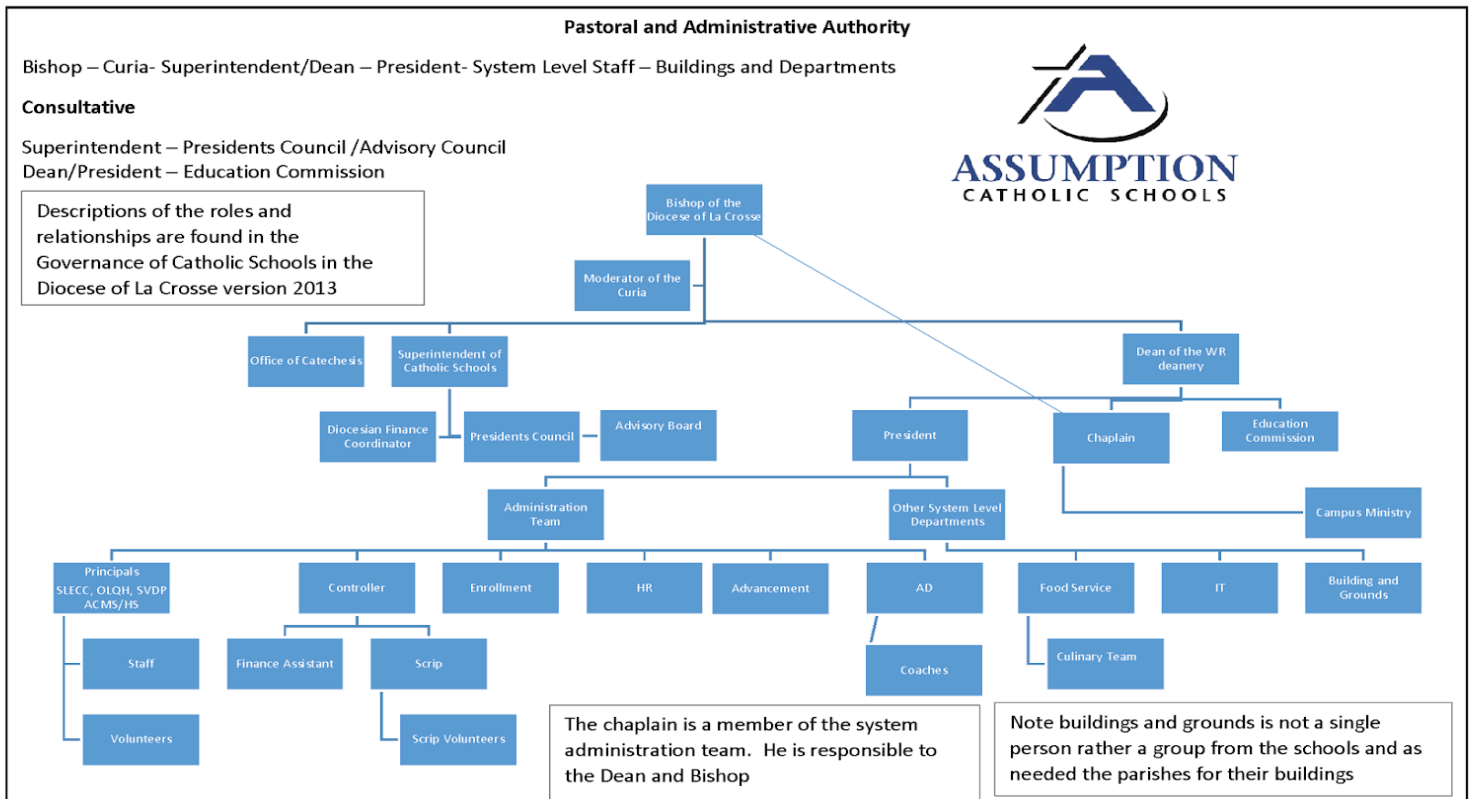 Pastoral and Administrative Authority
Bishop – Curia- Superintendent/Dean – President- System Level Staff – Buildings and Departments
Consultative
Superintendent – Presidents Council /Advisory Council
Dean/President – Education Commission
ASSUMPTION
CATHOLIC SCHOOLS
Descriptions of the roles and
relationships are found in the
Governance of Catholic Schools in the
Diocese of La Crosse version 2013
Bishop of the
Diocese of La Crosse
Moderator of the
Curia
Office of Catechesis
Superintendent of
Catholic Schools
Dean of the WR
deanery
Diocesian Finance
Coordinator
Presidents Council
Advisory Board
President
Chaplain
Education
Commission
Administration
Team
Other System Level
Departments
Campus Ministry
Principals
SLECC, OLQH, SVDP
ACMS/HS
Controller
Enrollment
HR
Advancement
AD
Food Service
IT
Building and
Grounds
Staff
Finance Assistant
Scrip
Coaches
Culinary Team
Volunteers
Scrip Volunteers
The chaplain is a member of the system
administration team.  He is responsible to
the Dean and Bishop
Note buildings and grounds is not a single
person rather a group from the schools and as
needed the parishes for their buildings